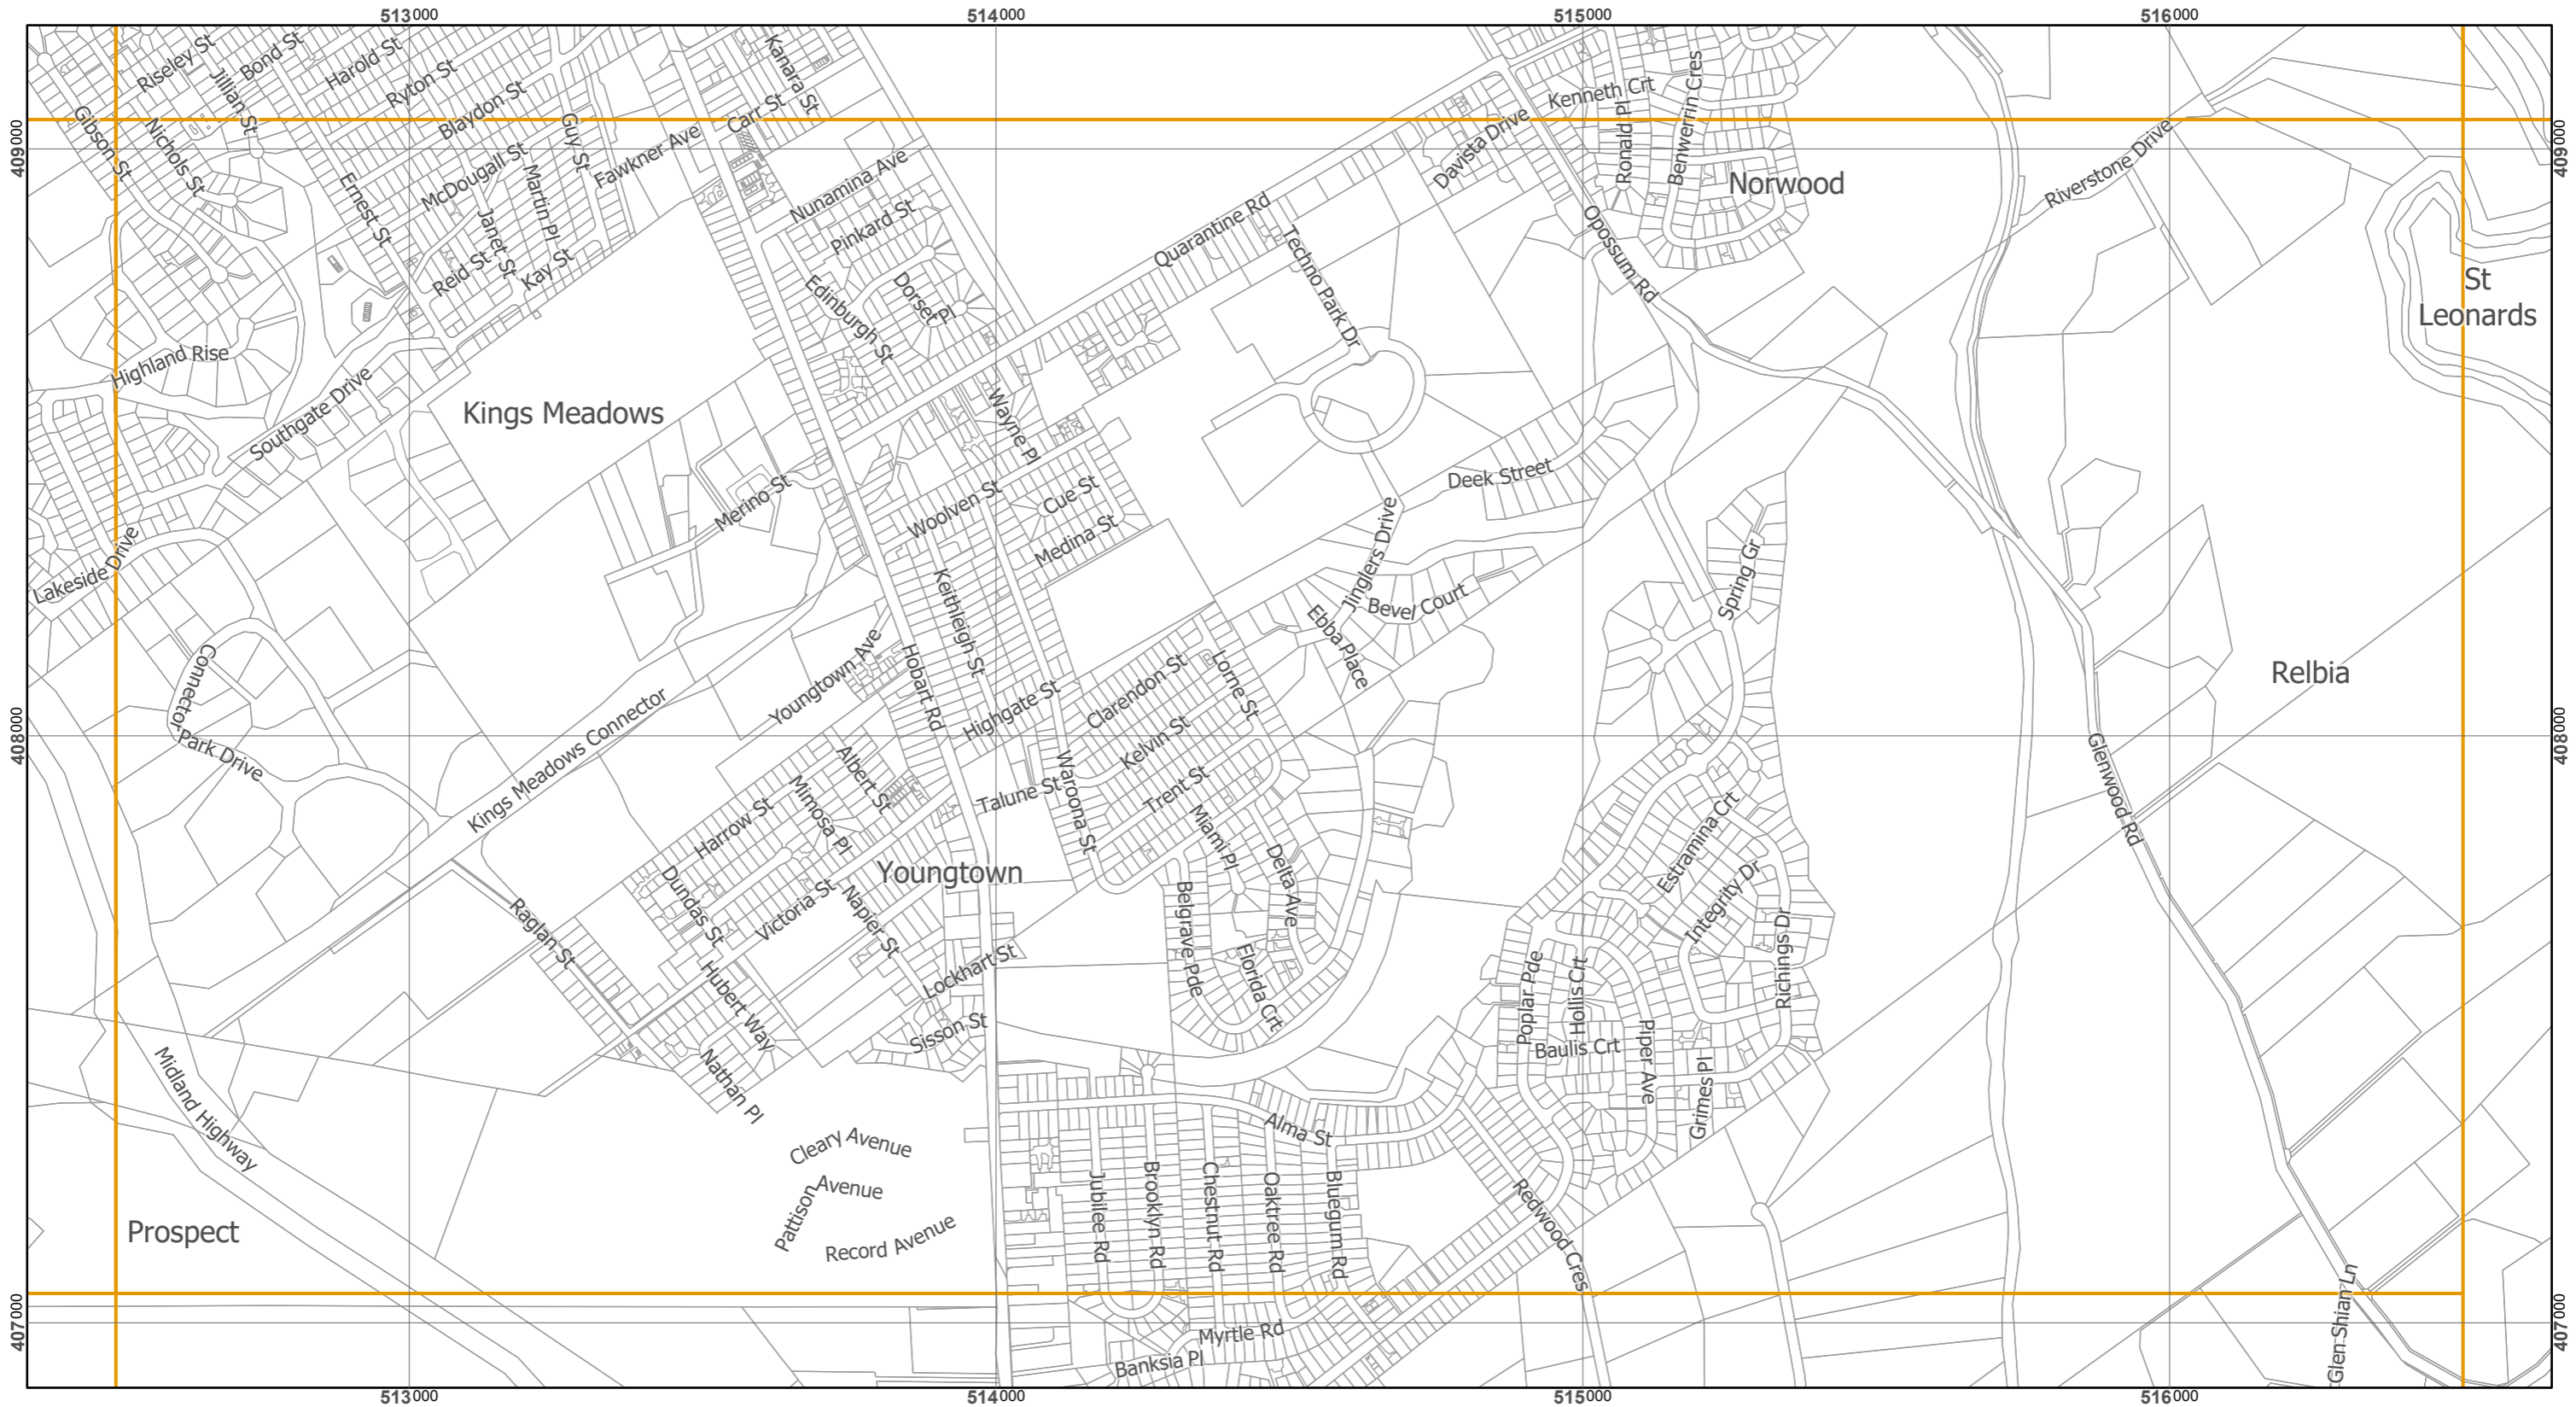 513000
514000
515000
516000
Riseley St
Bond St
Harold St
Kanara St
Jillian St
Ryton St
Blaydon St
Carr St
Kenneth Crt
Benwerrin Cres
Ronald Pl
Gibson St
Nichols St
Guy St
Fawkner Ave
Davista Drive
409000
409000
McDougall St
Martin Pl
Ernest St
Janet St
Nunamina Ave
Pinkard St
Norwood
Riverstone Drive
Quarantine Rd
Opossum Rd
Reid St
Kay St
Techno Park Dr
Edinburgh St
Dorset Pl
St
Leonards
Highland Rise
Southgate Drive
Kings Meadows
Wayne Pl
Merino St
Woolven St
Cue St
Medina St
Deek Street
Jinglers Drive
Lakeside Drive
Spring Gr
Keithleigh St
Bevel Court
Ebba Place
Youngtown Ave
Hobart Rd
Connector
Park Drive
Highgate St
Clarendon St
Lorne St
Relbia
Kings Meadows Connector
Kelvin St
408000
408000
Albert St
Mimosa Pl
Harrow St
Talune St
Waroona St
Trent St
Miami Pl
Glenwood Rd
Estramina Crt
Youngtown
Dundas St
Victoria St
Napier St
Delta Ave
Belgrave Pde
Integrity Dr
Raglan St
Richings Dr
Lockhart St
Hubert Way
Florida Crt
Poplar Pde
Hollis Crt
Sisson St
Baulis Crt
Piper Ave
Nathan Pl
Grimes Pl
Midland Highway
Alma St
Cleary Avenue
Pattison Avenue
Record Avenue
Prospect
Jubilee Rd
Brooklyn Rd
Chestnut Rd
Oaktree Rd
Bluegum Rd
Redwood Cres
407000
407000
Myrtle Rd
Banksia Pl
Glen Shian Ln
513000
514000
515000
516000